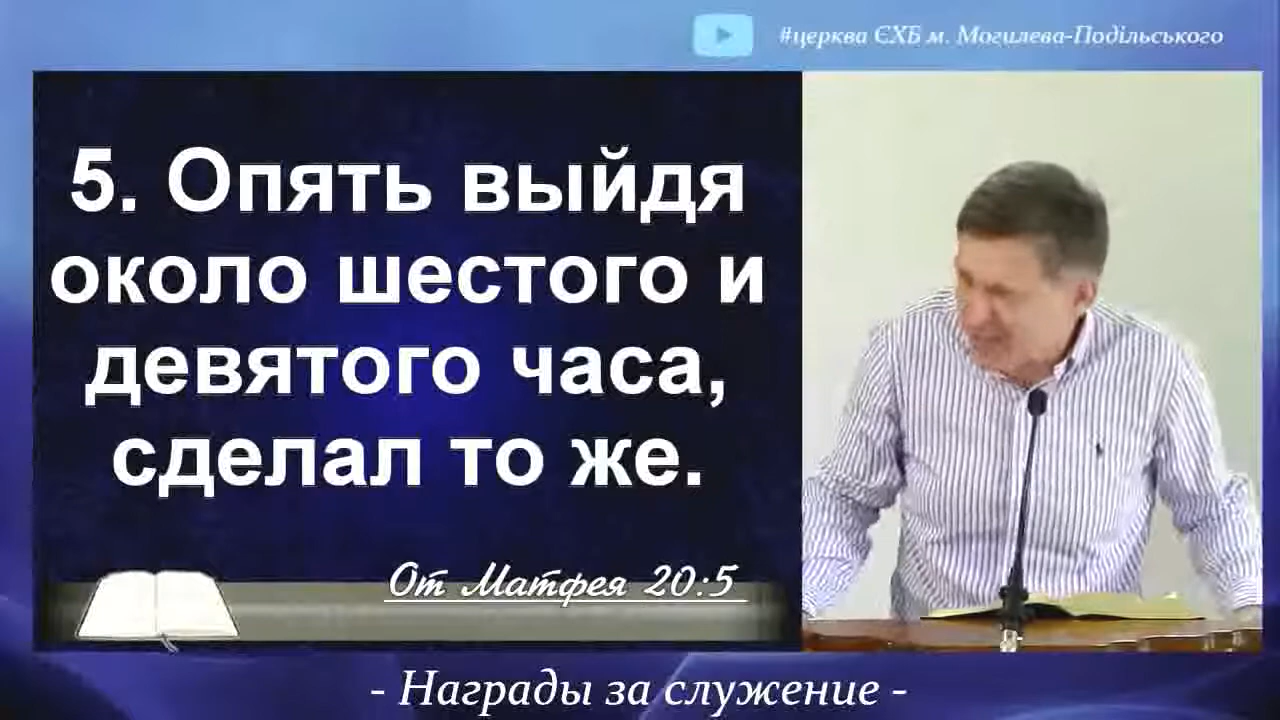 #церква ЄХБ м. Могилева-Подільського
5. Опять выйдя
около шестого и
девятого часа,
сделал то же.
От Матфея 20:5
- Награды за служение -